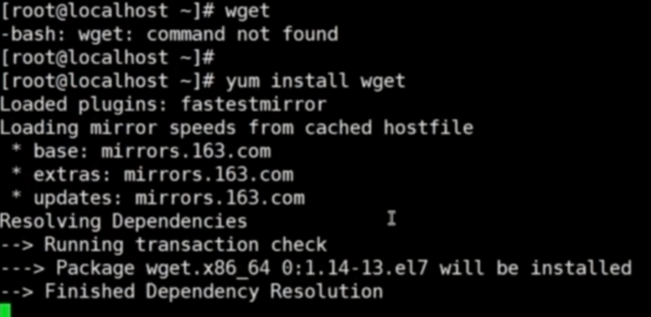 [root@localhost ~]# wget
-bash: wget: command not found
[root@localhost ~]#
[root@localhost ~]# yum install wget
Loaded plugins: fastestmirror
Loading mirror speeds from cached hostfile
 * base: mirrors.163.com
 * extras: mirrors.163.com
 * updates: mirrors.163.com
Resolving Dependencies
--> Running transaction check
---> Package wget.x86_64 0:1.14-13.el7 will be installed
--> Finished Dependency Resolution